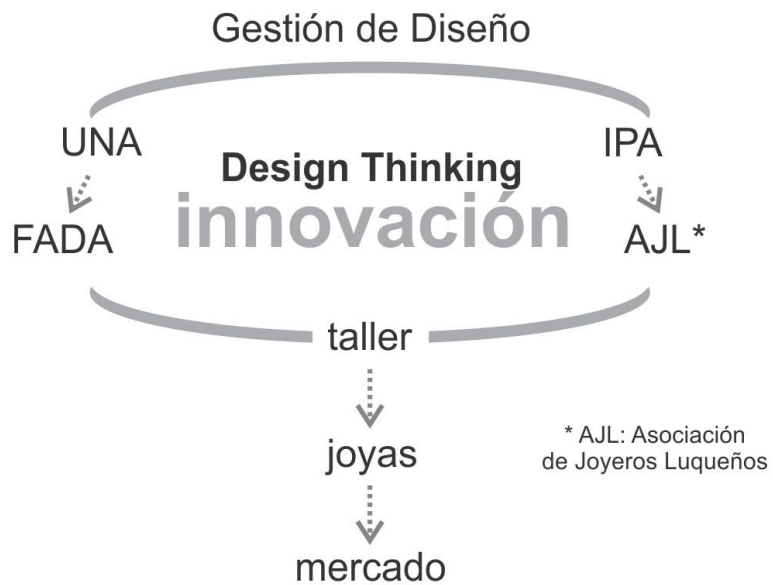 Gestión de Diseño
UNA
IPA
Design Thinking
innovación
FADA
AJL*
taller
joyas
* AJL: Asociación
de Joyeros Luqueños
mercado